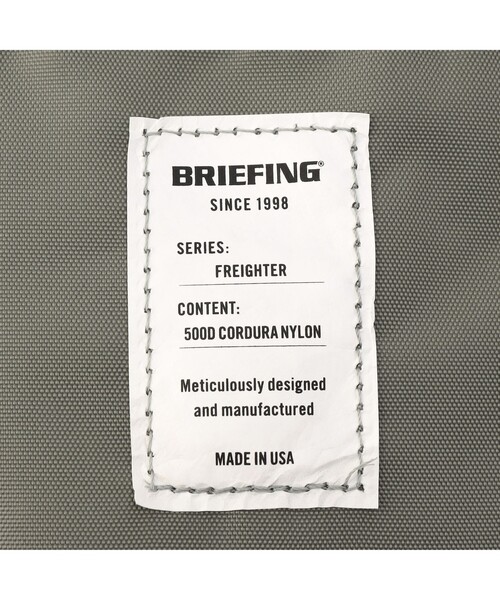 BRIEFING®
SINCE 1998
SERIES:
FREIGHTER
CONTENT:
500D CORDURA NYLON
Meticulously designed
and manufactured
MADE IN USA